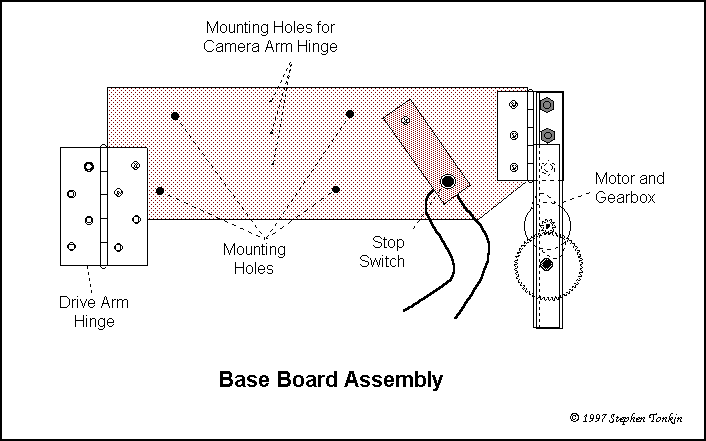 Mounting Holes for
Camera Arm Hinge
Motor and
Gearbox
Stop
Switch
Mounting
Holes
Drive Arm
Hinge
Base Board Assembly
© 1997 Stephen Tonkin